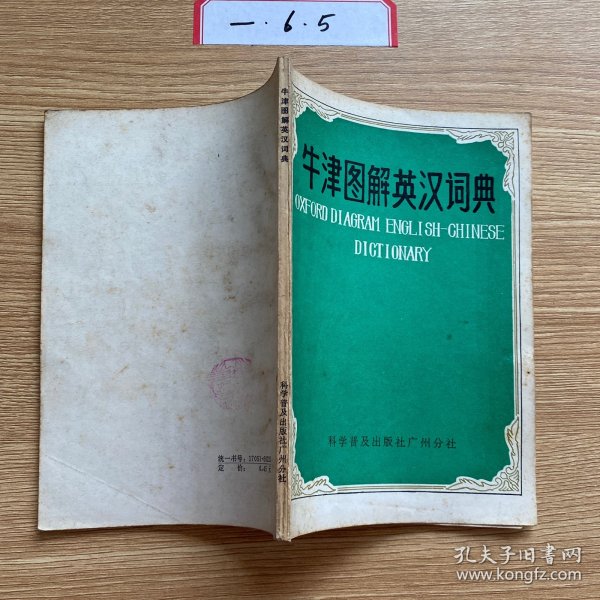 一.6.5
牛津图解英汉词典
OXFORD DIAGRAM ENGLISH-CHINESE
DICTIONARY
科学普及出版社广州分社
牛津图解英汉词典
科学普及出版社广州分社
统一书号:17051·
定 价:
孔夫子旧书网
www.kongfz.com